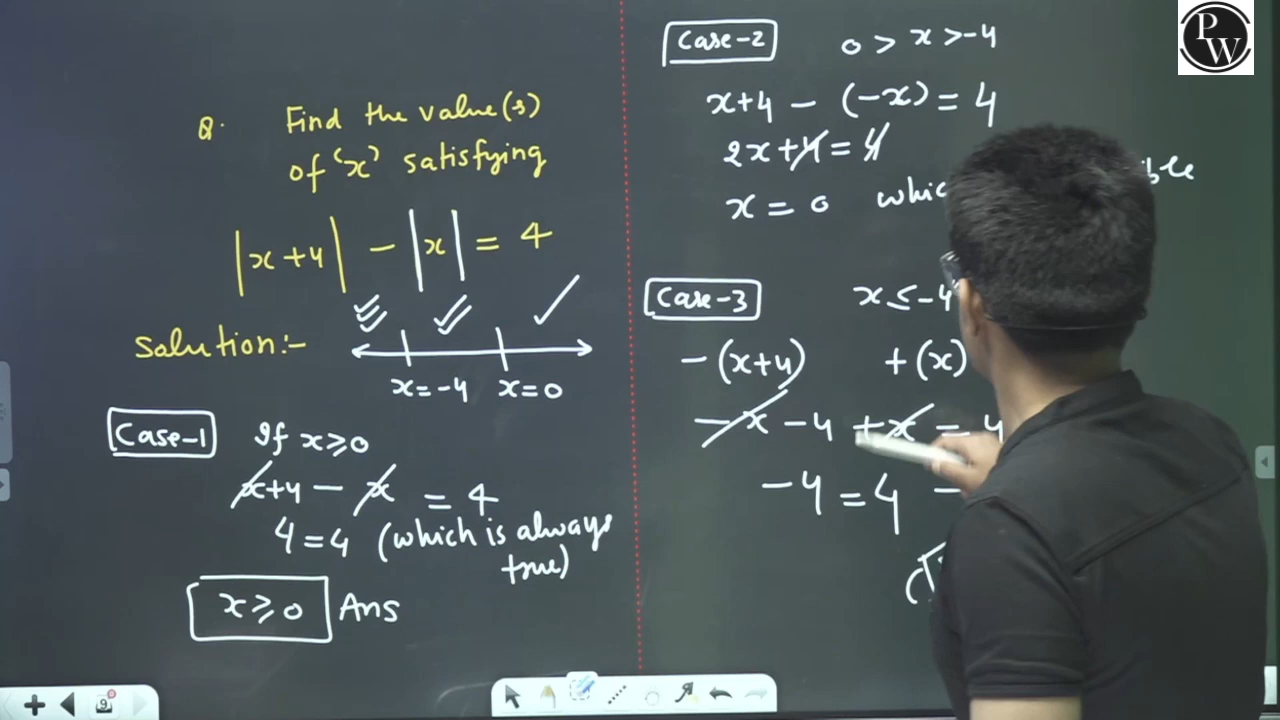 Q. Find the value(s)
of 'x' satisfying
|x+4| - |x| = 4
Solution:-
x=-4 x=0
Case-1 If x≥0
x+4 - x = 4
4=4 (which is always
true)
x≥0 Ans
Case-2 0 > x > -4
x+4 - (-x) = 4
2x+4 = 4
x = 0
Case-3 x≤-4
-(x+4) +(x)
-x-4+x = 4
-4=4 -
PW
9